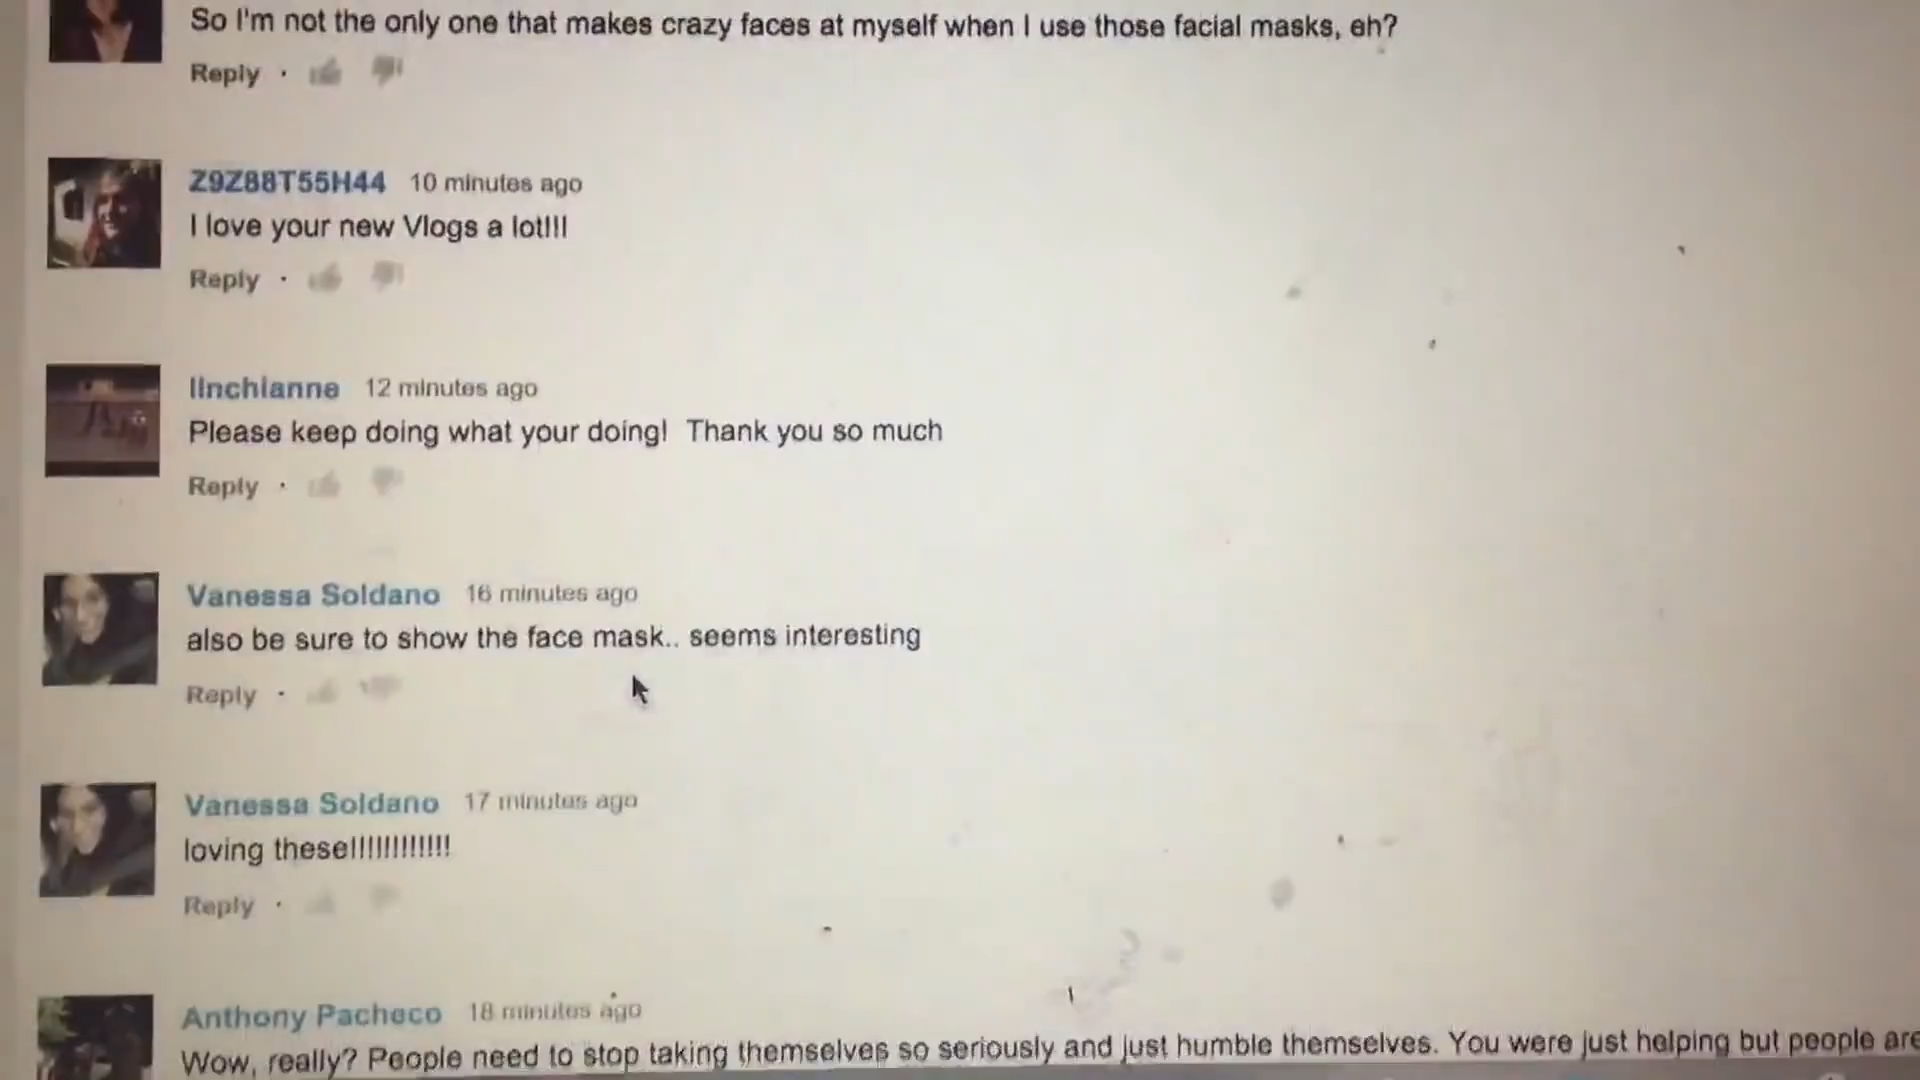 So I'm not the only one that makes crazy faces at myself when I use those facial masks, eh?
Reply ·
Z9Z88T55H44 10 minutes ago
I love your new Vlogs a lot!!!
Reply ·
linchianne 12 minutes ago
Please keep doing what your doing! Thank you so much
Reply ·
Vanessa Soldano 16 minutes ago
also be sure to show the face mask.. seems interesting
Reply ·
Vanessa Soldano 17 minutes ago
loving these!!!!!!!!!!!!!
Reply ·
Anthony Pacheco 18 minutes ago
Wow, really? People need to stop taking themselves so seriously and just humble themselves. You were just helping but people are